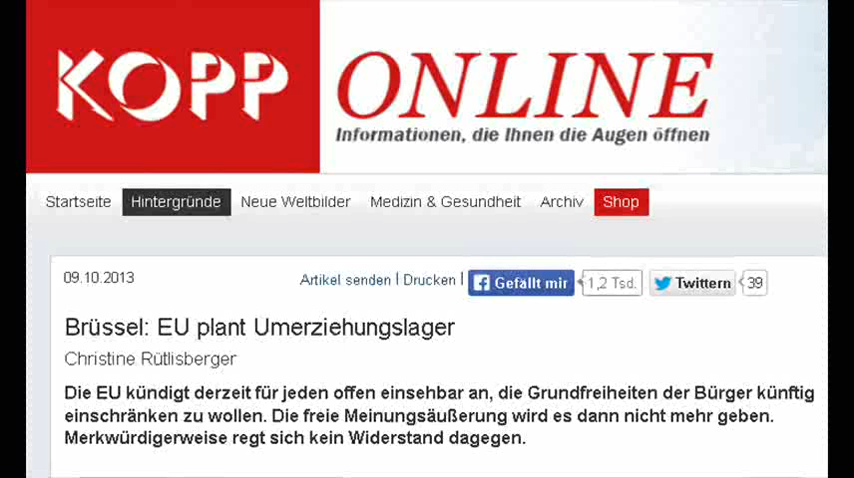 KOPP ONLINE
Informationen, die Ihnen die Augen öffnen
Startseite Hintergründe Neue Weltbilder Medizin & Gesundheit Archiv Shop
09.10.2013 Artikel senden | Drucken | Gefällt mir 1,2 Tsd. Twittern 39
Brüssel: EU plant Umerziehungslager
Christine Rütlisberger
Die EU kündigt derzeit für jeden offen einsehbar an, die Grundfreiheiten der Bürger künftig
einschränken zu wollen. Die freie Meinungsäußerung wird es dann nicht mehr geben.
Merkwürdigerweise regt sich kein Widerstand dagegen.